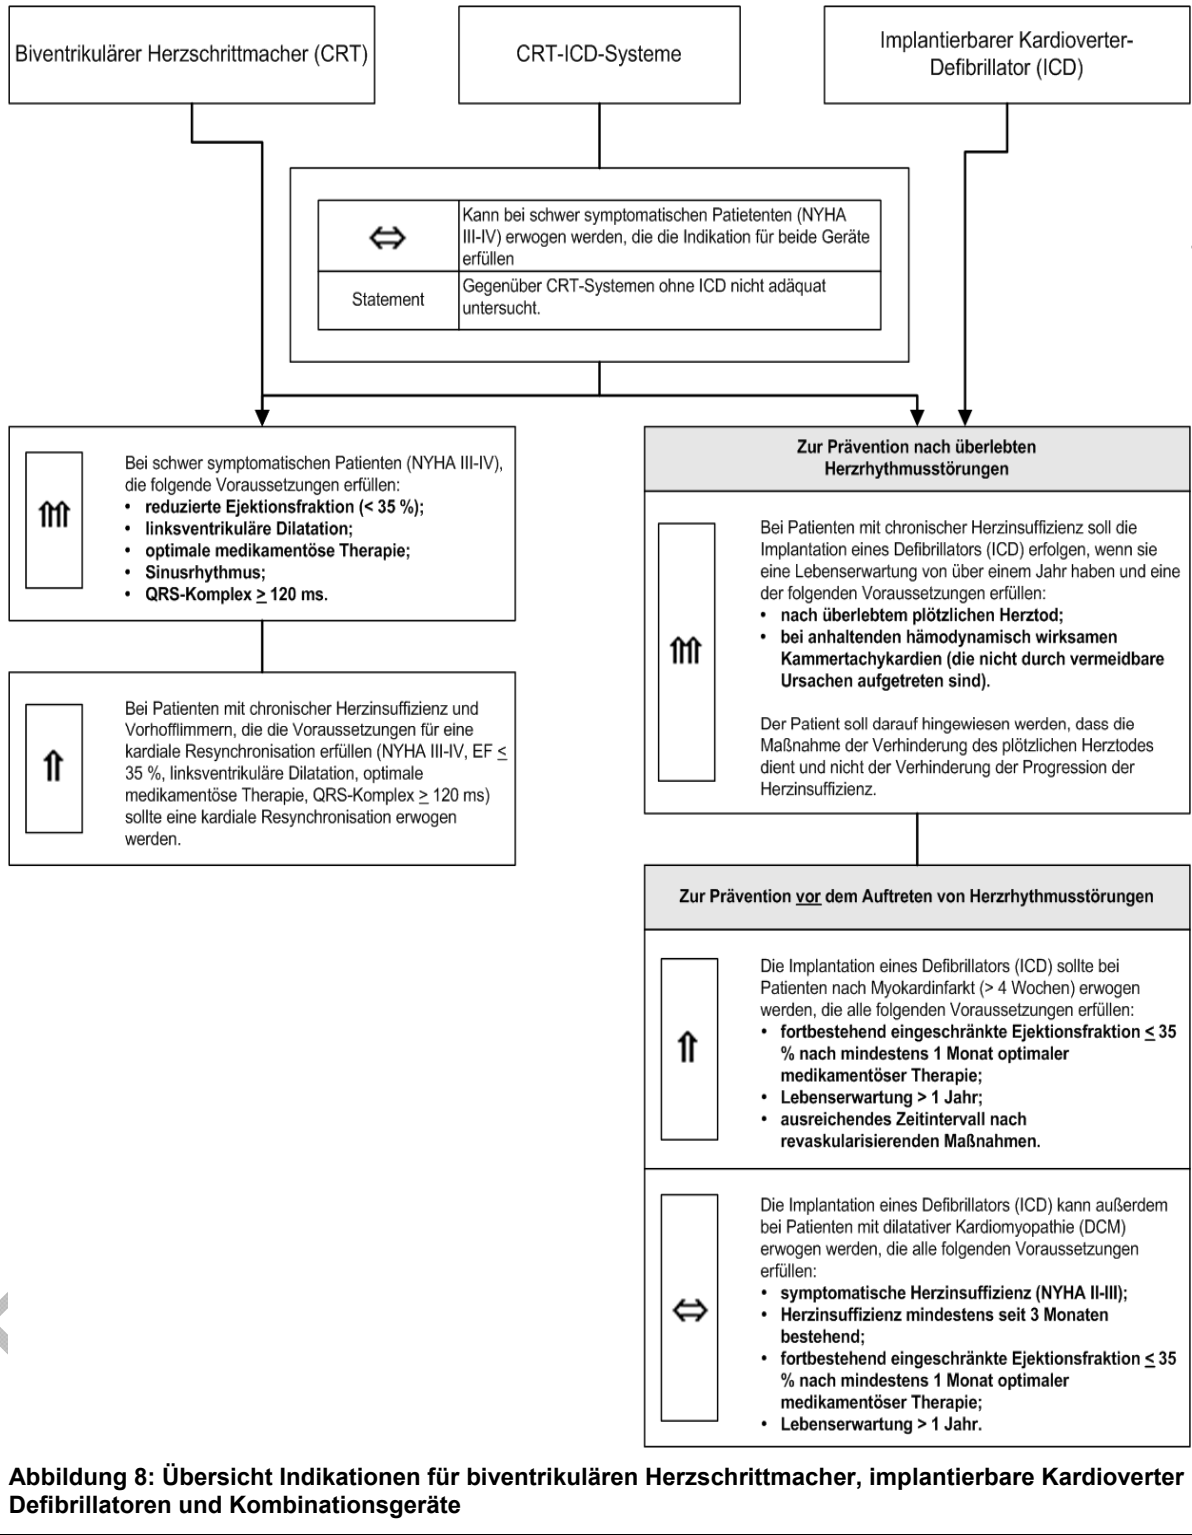 Biventrikulärer Herzschrittmacher (CRT)
CRT-ICD-Systeme
Implantierbarer Kardioverter-
Defibrillator (ICD)
⇔
Kann bei schwer symptomatischen Patietenten (NYHA
III-IV) erwogen werden, die die Indikation für beide Geräte
erfüllen
Statement
Gegenüber CRT-Systemen ohne ICD nicht adäquat
untersucht.
⇑⇑
Bei schwer symptomatischen Patienten (NYHA III-IV),
die folgende Voraussetzungen erfüllen:
• reduzierte Ejektionsfraktion (< 35 %);
• linksventrikuläre Dilatation;
• optimale medikamentöse Therapie;
• Sinusrhythmus;
• QRS-Komplex ≥ 120 ms.
⇑
Bei Patienten mit chronischer Herzinsuffizienz und
Vorhofflimmern, die die Voraussetzungen für eine
kardiale Resynchronisation erfüllen (NYHA III-IV, EF ≤
35 %, linksventrikuläre Dilatation, optimale
medikamentöse Therapie, QRS-Komplex ≥ 120 ms)
sollte eine kardiale Resynchronisation erwogen
werden.
Zur Prävention nach überlebten
Herzrhythmusstörungen
⇑⇑
Bei Patienten mit chronischer Herzinsuffizienz soll die
Implantation eines Defibrillators (ICD) erfolgen, wenn sie
eine Lebenserwartung von über einem Jahr haben und eine
der folgenden Voraussetzungen erfüllen:
• nach überlebtem plötzlichen Herztod;
• bei anhaltenden hämodynamisch wirksamen
Kammertachykardien (die nicht durch vermeidbare
Ursachen aufgetreten sind).
Der Patient soll darauf hingewiesen werden, dass die
Maßnahme der Verhinderung des plötzlichen Herztodes
dient und nicht der Verhinderung der Progression der
Herzinsuffizienz.
Zur Prävention vor dem Auftreten von Herzrhythmusstörungen
⇑
Die Implantation eines Defibrillators (ICD) sollte bei
Patienten nach Myokardinfarkt (> 4 Wochen) erwogen
werden, die alle folgenden Voraussetzungen erfüllen:
• fortbestehend eingeschränkte Ejektionsfraktion ≤ 35
% nach mindestens 1 Monat optimaler
medikamentöser Therapie;
• Lebenserwartung > 1 Jahr;
• ausreichendes Zeitintervall nach
revaskularisierenden Maßnahmen.
⇔
Die Implantation eines Defibrillators (ICD) kann außerdem
bei Patienten mit dilatativer Kardiomyopathie (DCM)
erwogen werden, die alle folgenden Voraussetzungen
erfüllen:
• symptomatische Herzinsuffizienz (NYHA II-III);
• Herzinsuffizienz mindestens seit 3 Monaten
bestehend;
• fortbestehend eingeschränkte Ejektionsfraktion ≤ 35
% nach mindestens 1 Monat optimaler
medikamentöser Therapie;
• Lebenserwartung > 1 Jahr.
Abbildung 8: Übersicht Indikationen für biventrikulären Herzschrittmacher, implantierbare Kardioverter
Defibrillatoren und Kombinationsgeräte